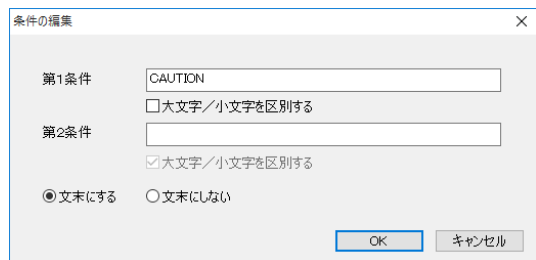 条件の編集
第1条件 CAUTION
大文字/小文字を区別する
第2条件
大文字/小文字を区別する
文末にする 文末にしない
OK キャンセル